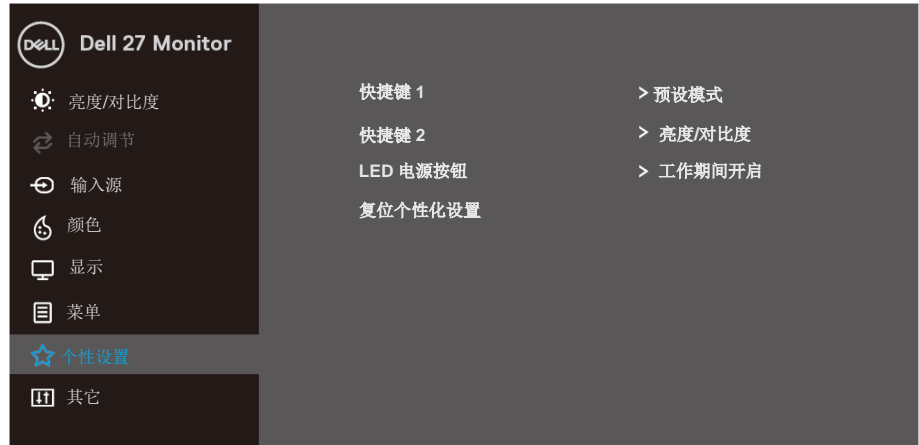 DELL Dell 27 Monitor
亮度/对比度
自动调节
输入源
颜色
显示
菜单
个性设置
其它
快捷键 1 > 预设模式
快捷键 2 > 亮度/对比度
LED 电源按钮 > 工作期间开启
复位个性化设置